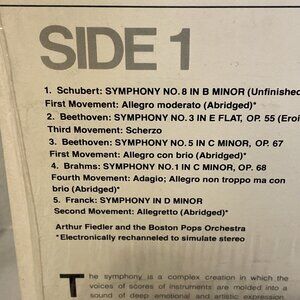 SIDE 1
1. Schubert: SYMPHONY NO. 8 IN B MINOR (Unfinished
First Movement: Allegro moderato (Abridged)*
2. Beethoven: SYMPHONY NO. 3 IN E FLAT, OP. 55 (Eroi
Third Movement: Scherzo
3. Beethoven: SYMPHONY NO. 5 IN C MINOR, OP. 67
First Movement: Allegro con brio (Abridged)*
4. Brahms: SYMPHONY NO. 1 IN C MINOR, OP. 68
Fourth Movement: Adagio; Allegro non troppo ma con
brio (Abridged)*
5. Franck: SYMPHONY IN D MINOR
Second Movement: Allegretto (Abridged)*
Arthur Fiedler and the Boston Pops Orchestra
*Electronically rechanneled to simulate stereo
The symphony is a complex creation in which the
voices of scores of instruments are molded into a
sound of deep emotional and artistic expression